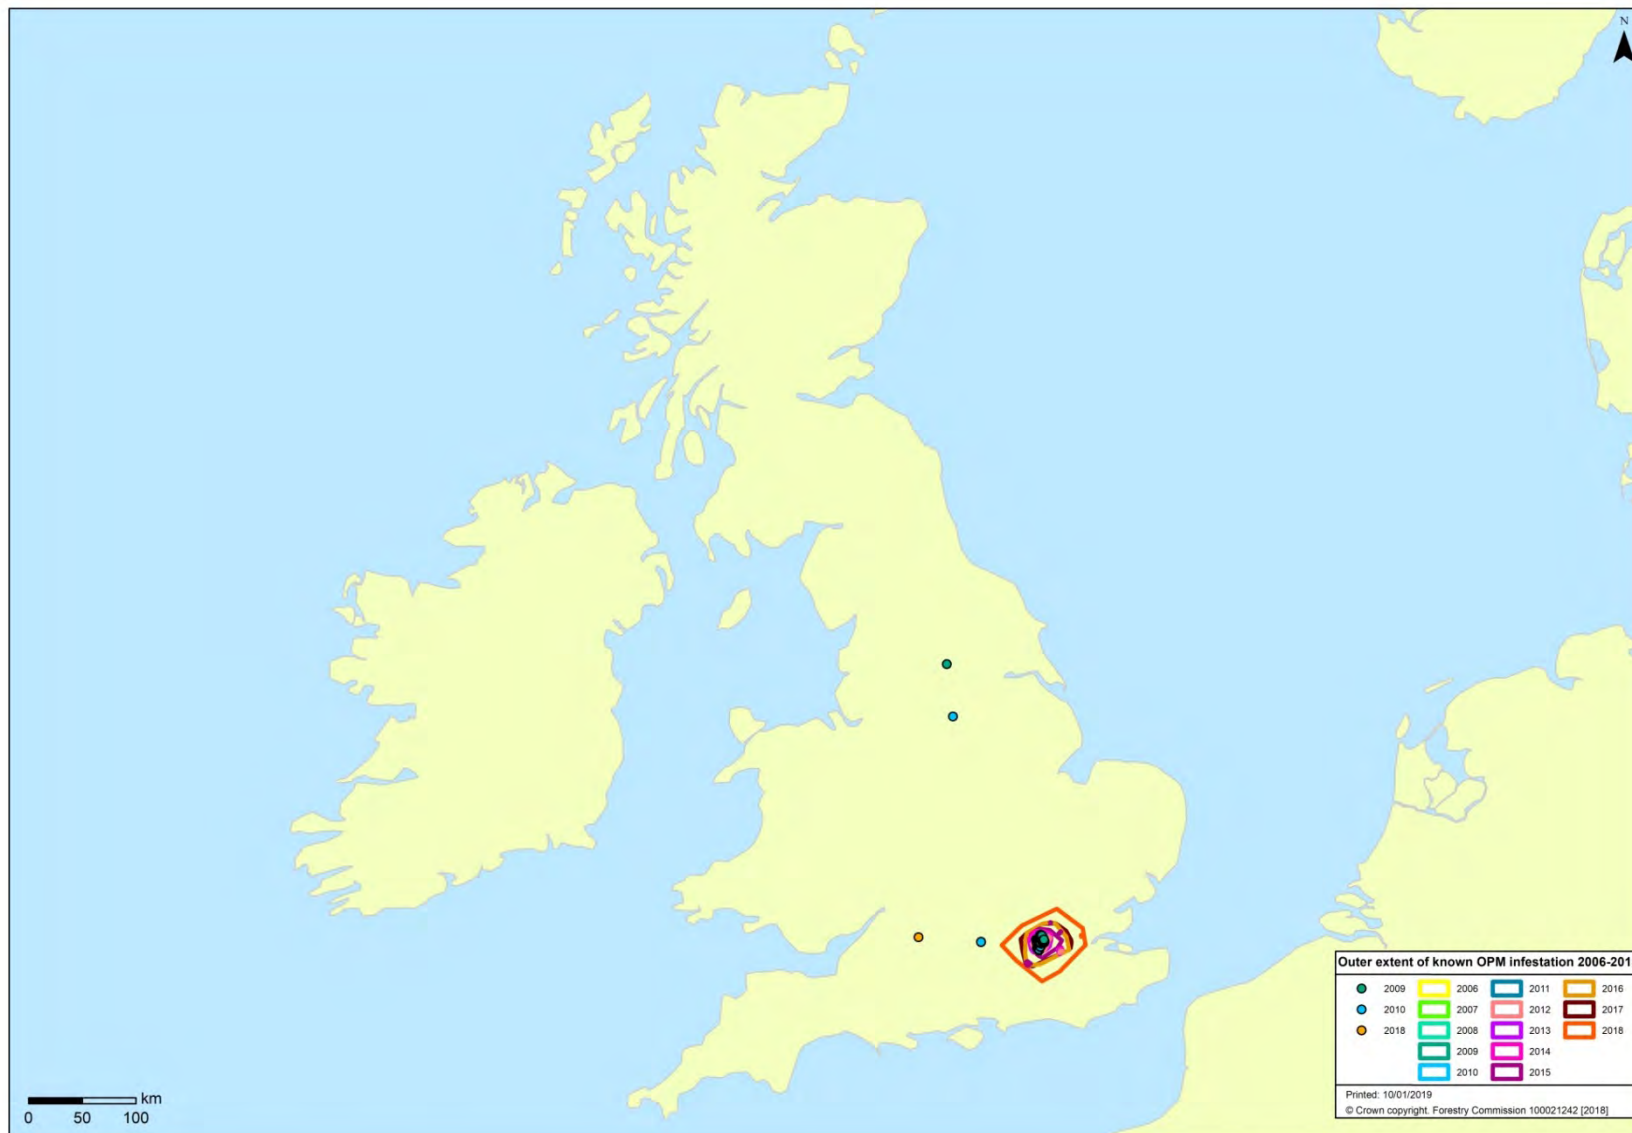 N
km
0 50 100
Outer extent of known OPM infestation 2006-201
2009 2006 2011 2016
2010 2007 2012 2017
2018 2008 2013 2018
2009 2014
2010 2015
Printed: 10/01/2019
© Crown copyright. Forestry Commission 100021242 [2018]